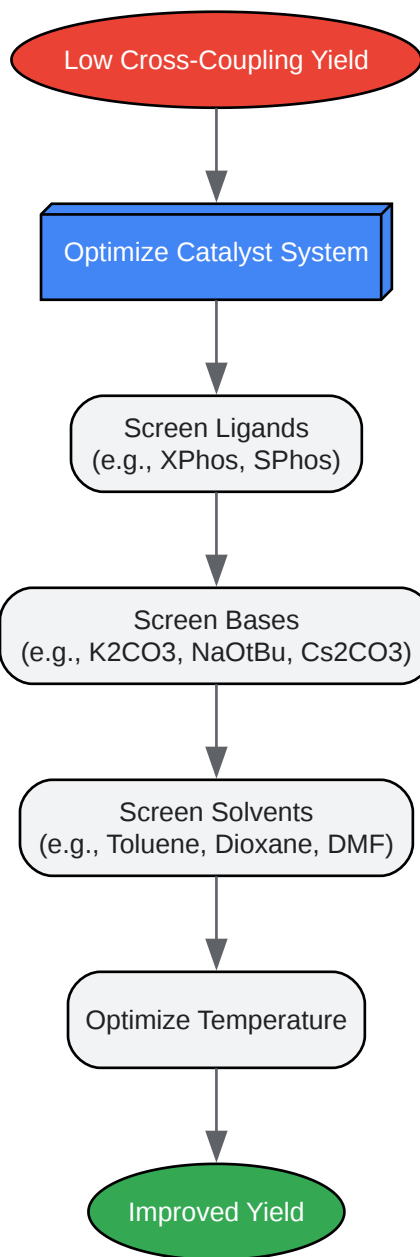 Low Cross-Coupling Yield
Optimize Catalyst System
Screen Ligands
(e.g., XPhos, SPhos)
Screen Bases
(e.g., K2CO3, NaOtBu, Cs2CO3)
Screen Solvents
(e.g., Toluene, Dioxane, DMF)
Optimize Temperature
Improved Yield